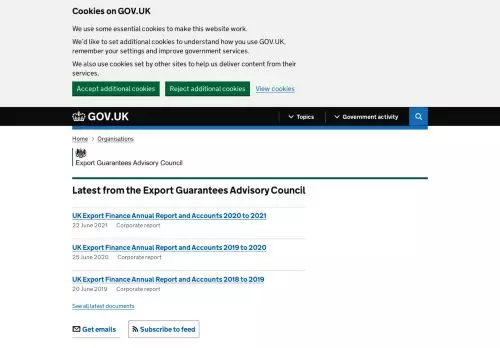 Cookies on GOV.UK
We use some essential cookies to make this website work.
We'd like to set additional cookies to understand how you use GOV.UK,
remember your settings and improve government services.
We also use cookies set by other sites to help us deliver content from their
services.
Accept additional cookies
Reject additional cookies
View cookies
GOV.UK
Topics
Government activity
Home
Organisations
Export Guarantees Advisory Council
Latest from the Export Guarantees Advisory Council
UK Export Finance Annual Report and Accounts 2020 to 2021
22 June 2021 Corporate report
UK Export Finance Annual Report and Accounts 2019 to 2020
25 June 2020 Corporate report
UK Export Finance Annual Report and Accounts 2018 to 2019
20 June 2019 Corporate report
See all latest documents
Get emails
Subscribe to feed